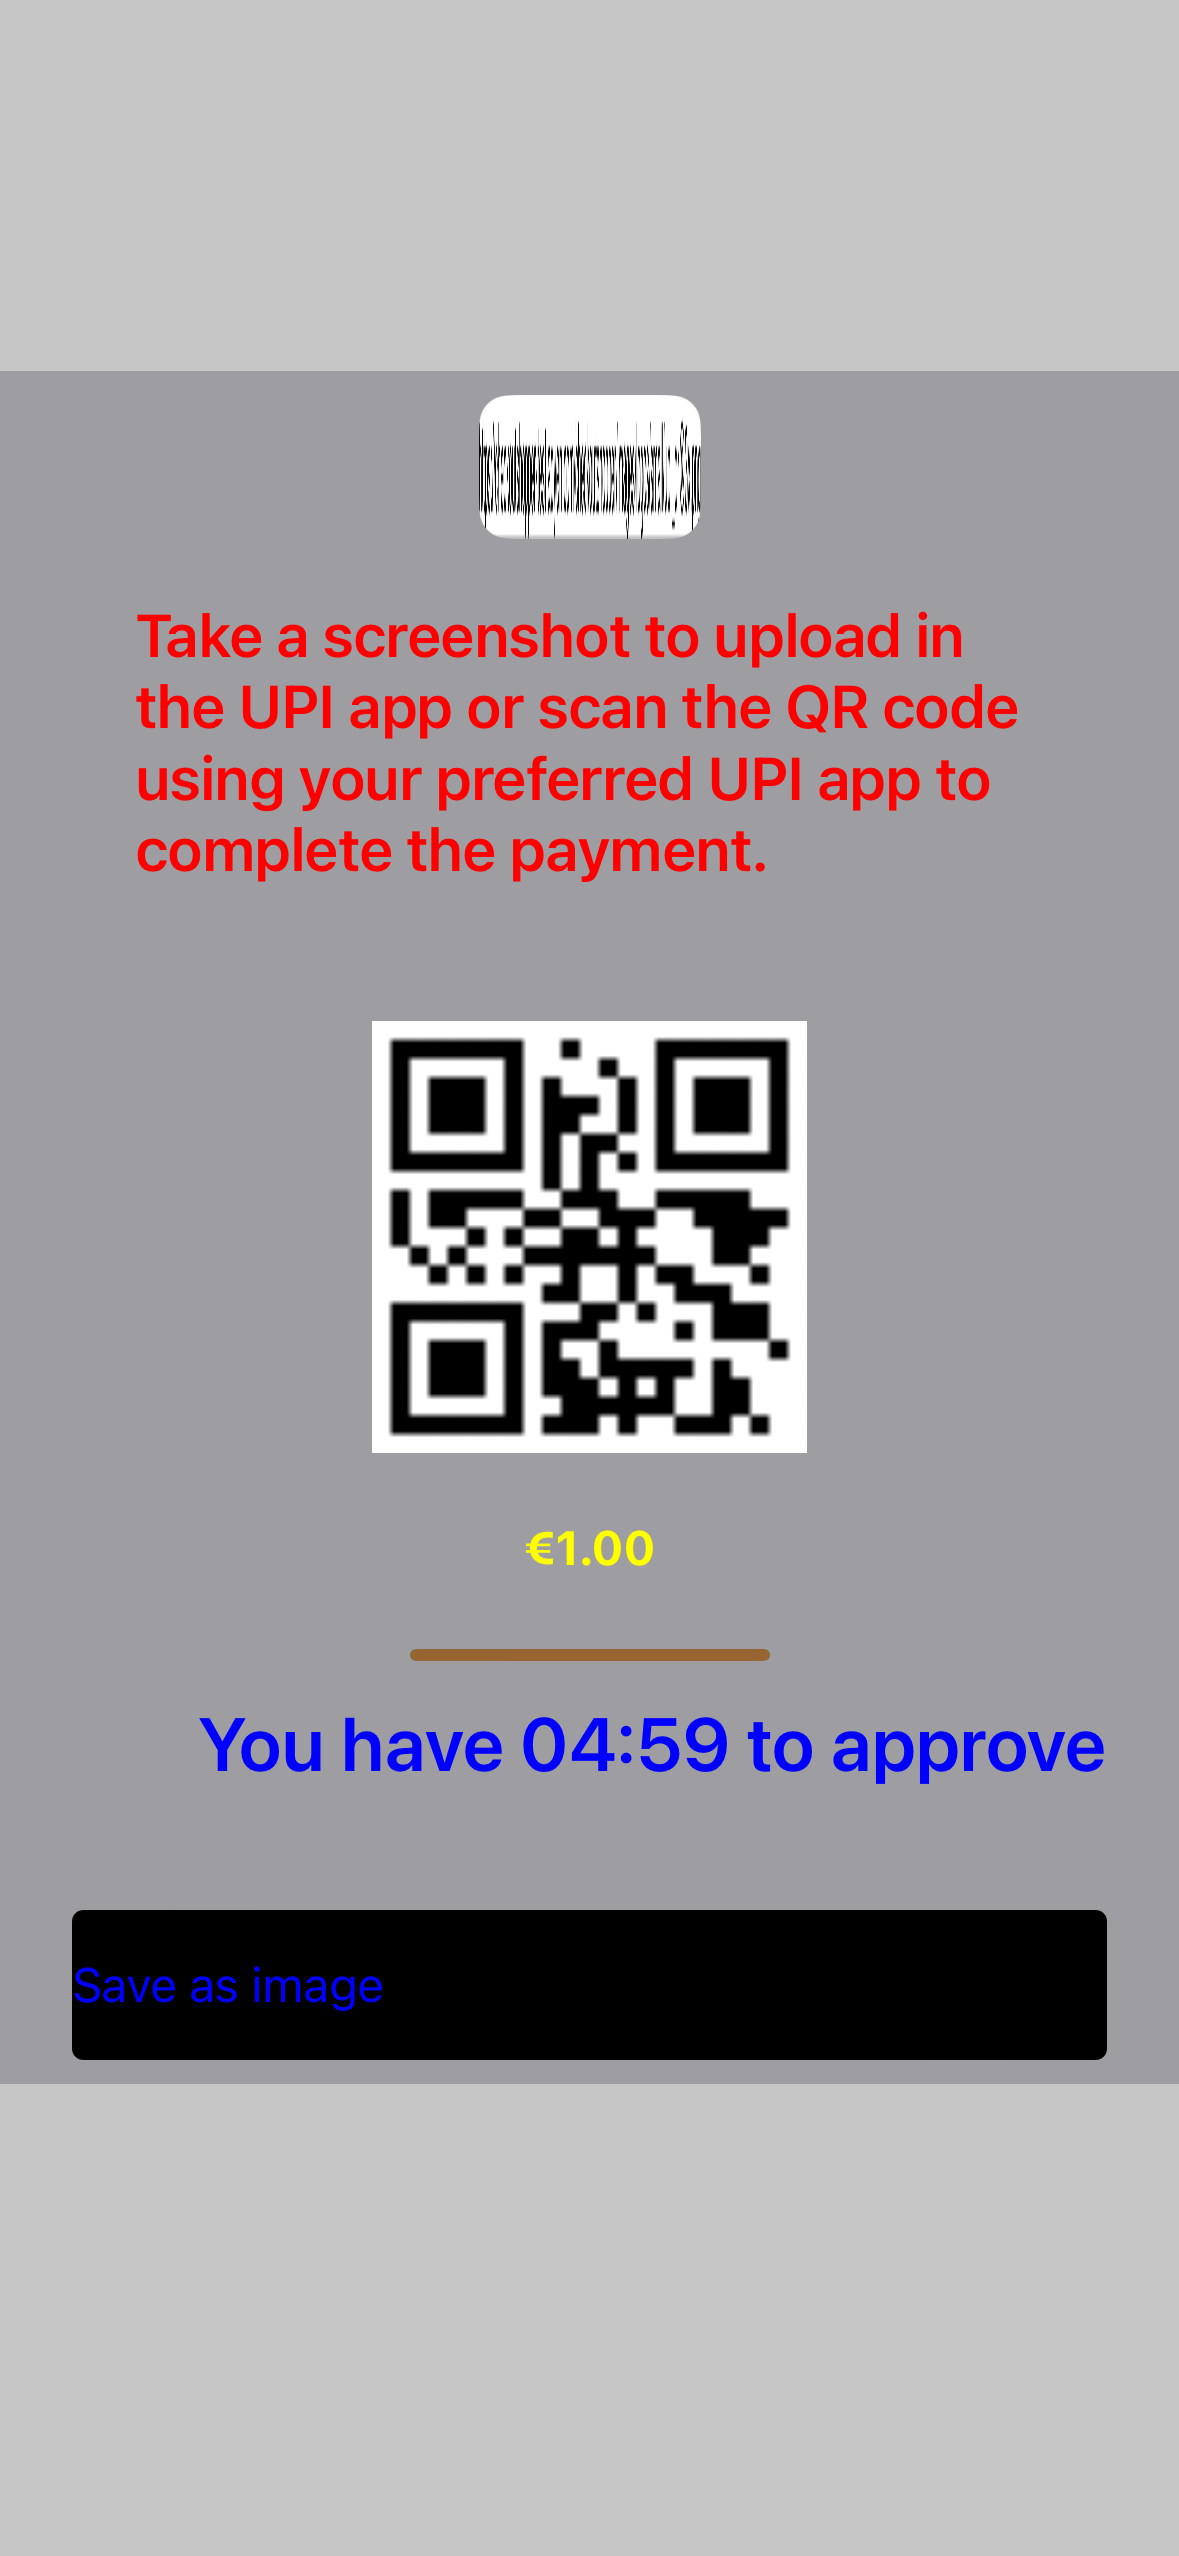 Take a screenshot to upload in
the UPI app or scan the QR code
using your preferred UPI app to
complete the payment.
€1.00
You have 04:59 to approve
Save as image